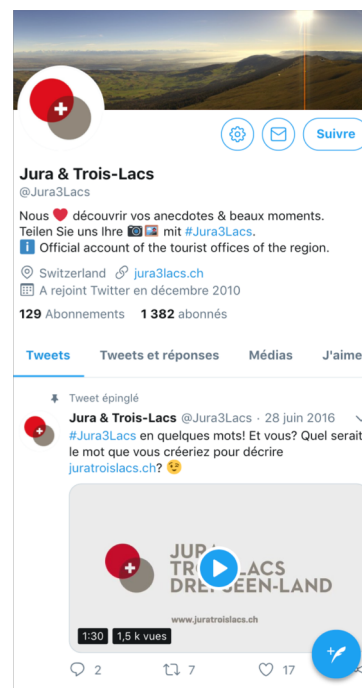 Suivre
Jura & Trois-Lacs
@Jura3Lacs
Nous ❤️ découvrir vos anecdotes & beaux moments.
Teilen Sie uns Ihre 📷🌄 mit #Jura3Lacs.
ℹ️ Official account of the tourist offices of the region.
Switzerland jura3lacs.ch
A rejoint Twitter en décembre 2010
129 Abonnements 1 382 abonnés
Tweets Tweets et réponses Médias J'aime
Tweet épinglé
Jura & Trois-Lacs @Jura3Lacs · 28 juin 2016
#Jura3Lacs en quelques mots! Et vous? Quel serait
le mot que vous créeriez pour décrire
juratroislacs.ch? 😉
LACS
LAND
www.juratroislacs.ch
1:30 1,5 k vues
2 7 17